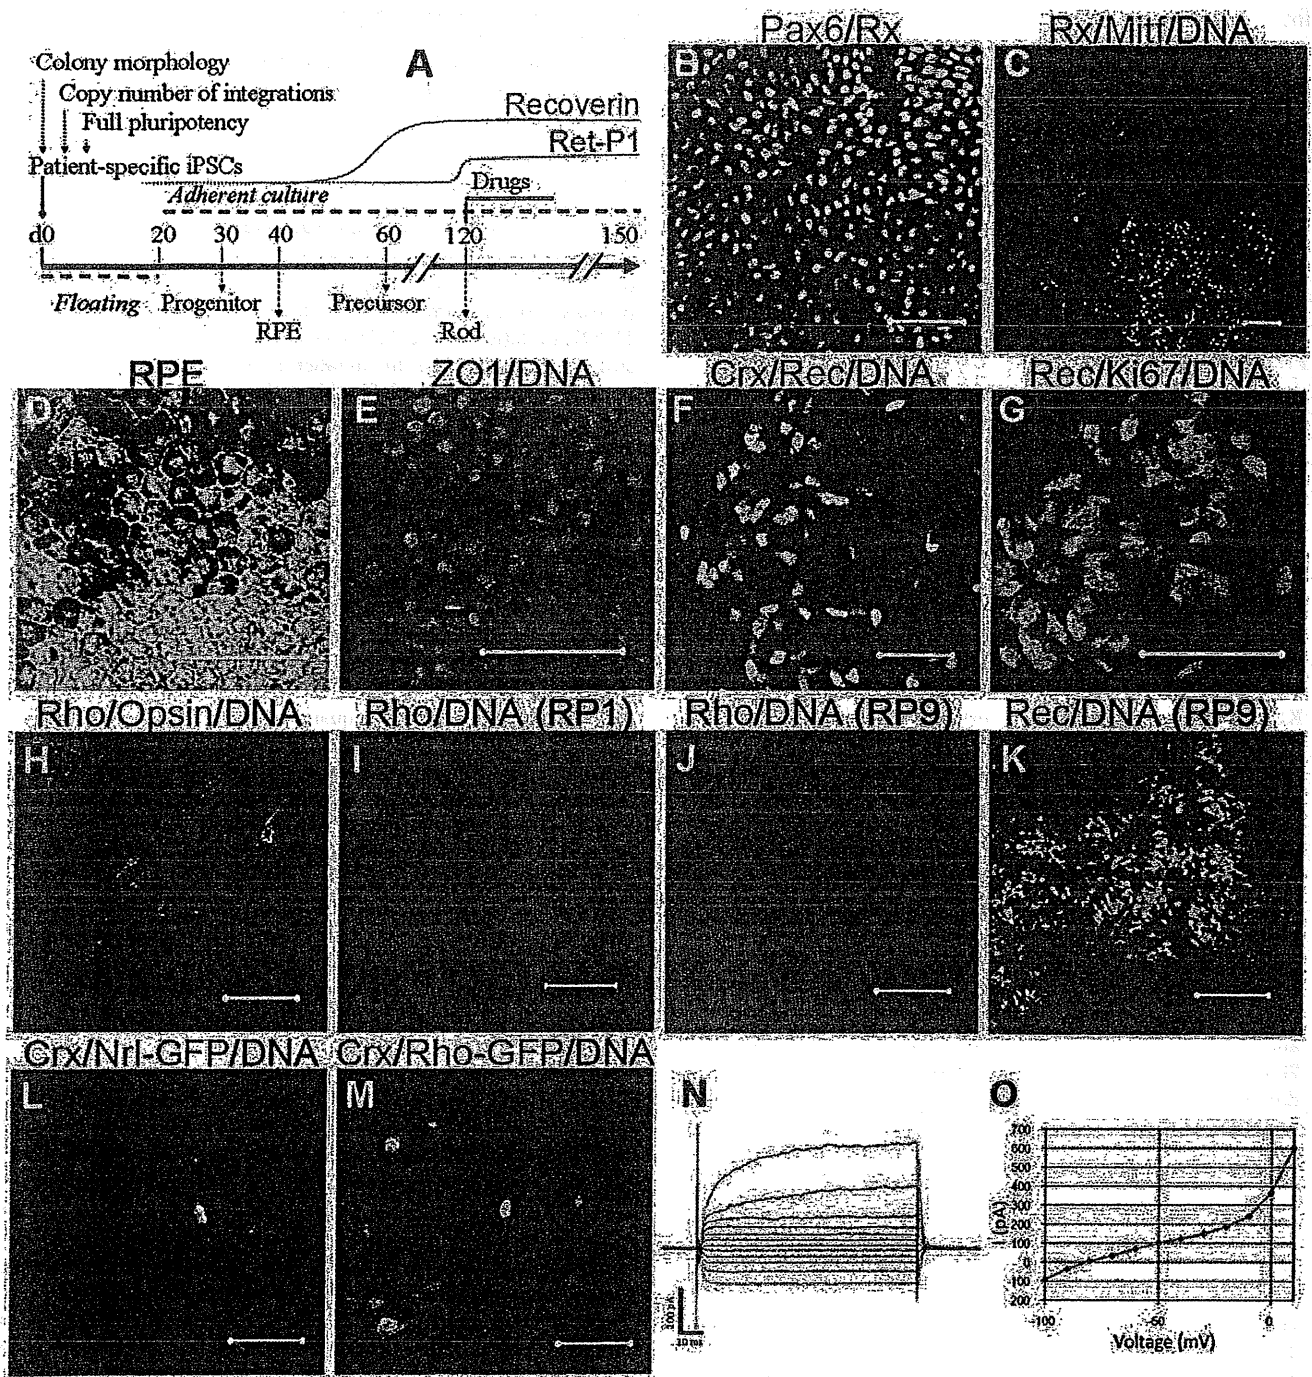 A
Colony morphology
Copy number of integrations
Full pluripotency
Patient-specific iPSCs
Recoverin
Ret-P1
Adherent culture
Drugs
d0 20 30 40 60 120 150
Floating Progenitor Precursor
RPE Rod
Pax6/Rx
B
Rx/Mitf/DNA
C
RPE
D
ZO1/DNA
E
Crx/Rec/DNA
F
Rec/Ki67/DNA
G
Rho/Opsin/DNA
H
Rho/DNA (RP1)
I
Rho/DNA (RP9)
J
Rec/DNA (RP9)
K
Crx/Nrl-GFP/DNA
L
Crx/Rho-GFP/DNA
M
N
10 ms
O
700
600
500
400
300
200
100
0
100
200
(pA)
-100 -50 0
Voltage (mV)